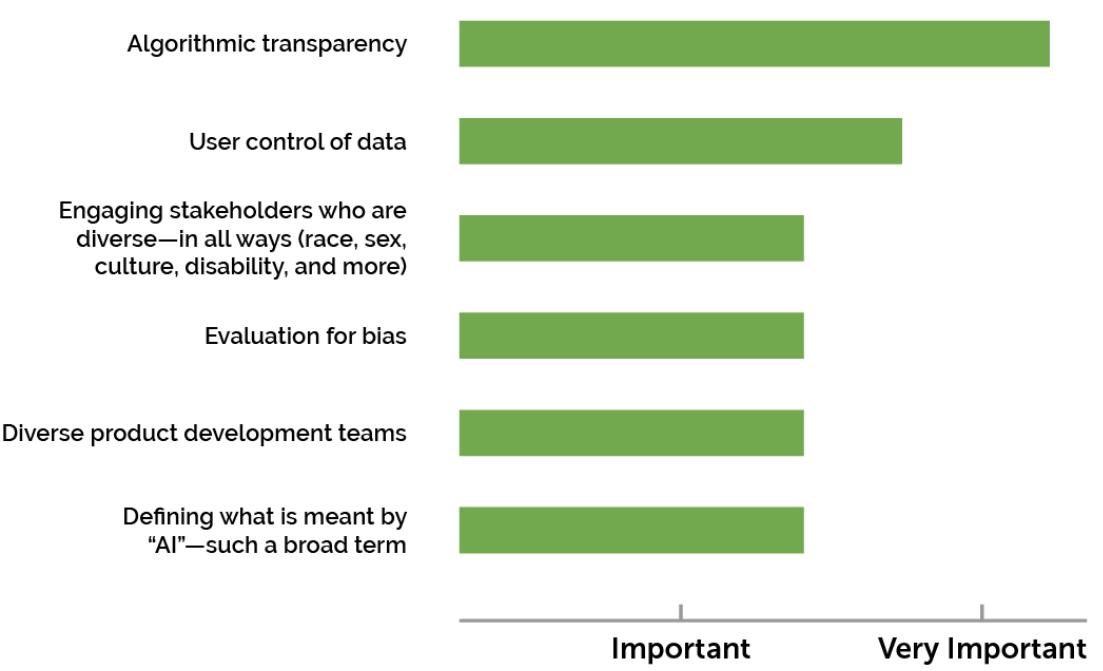 Algorithmic transparency
User control of data
Engaging stakeholders who are
diverse—in all ways (race, sex,
culture, disability, and more)
Evaluation for bias
Diverse product development teams
Defining what is meant by
“AI”—such a broad term
Important Very Important